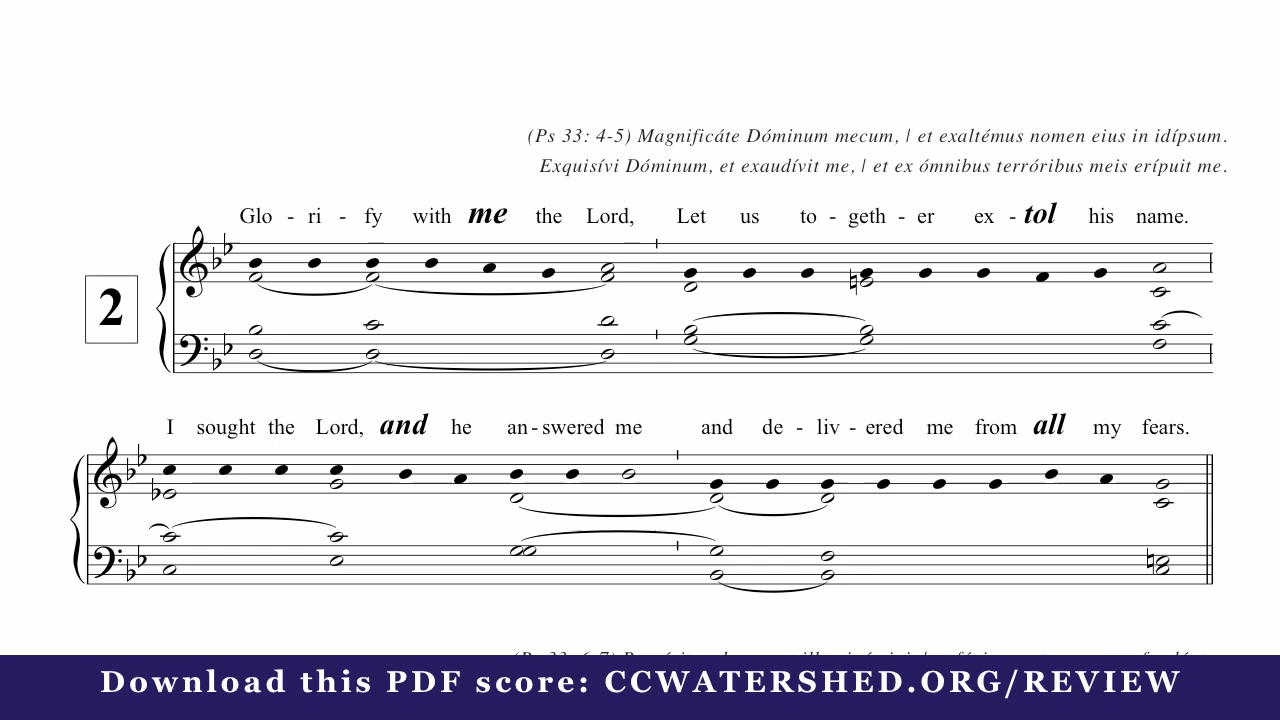 (Ps 33: 4-5) Magnificáte Dóminum mecum, | et exaltémus nomen eius in idípsum.
Exquisívi Dóminum, et exaudívit me, | et ex ómnibus terróribus meis erípuit me.
Glo - ri - fy with me the Lord, Let us to - geth - er ex - tol his name.
2
I sought the Lord, and he an - swered me and de - liv - ered me from all my fears.
Download this PDF score: CCWATERSHED.ORG/REVIEW